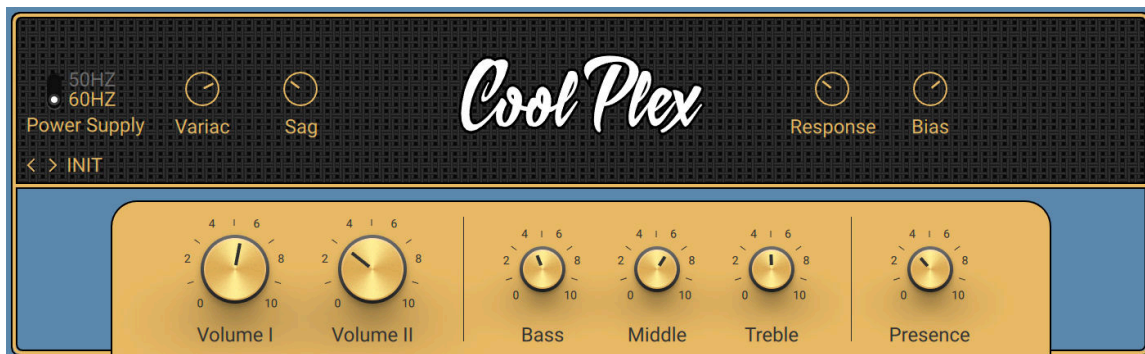 50HZ
60HZ
Power Supply
Variac
Sag
Cool Plex
Response
Bias
< > INIT
4 6
2 8
0 10
Volume I
4 6
2 8
0 10
Volume II
4 6
2 8
0 10
Bass
4 6
2 8
0 10
Middle
4 6
2 8
0 10
Treble
4 6
2 8
0 10
Presence